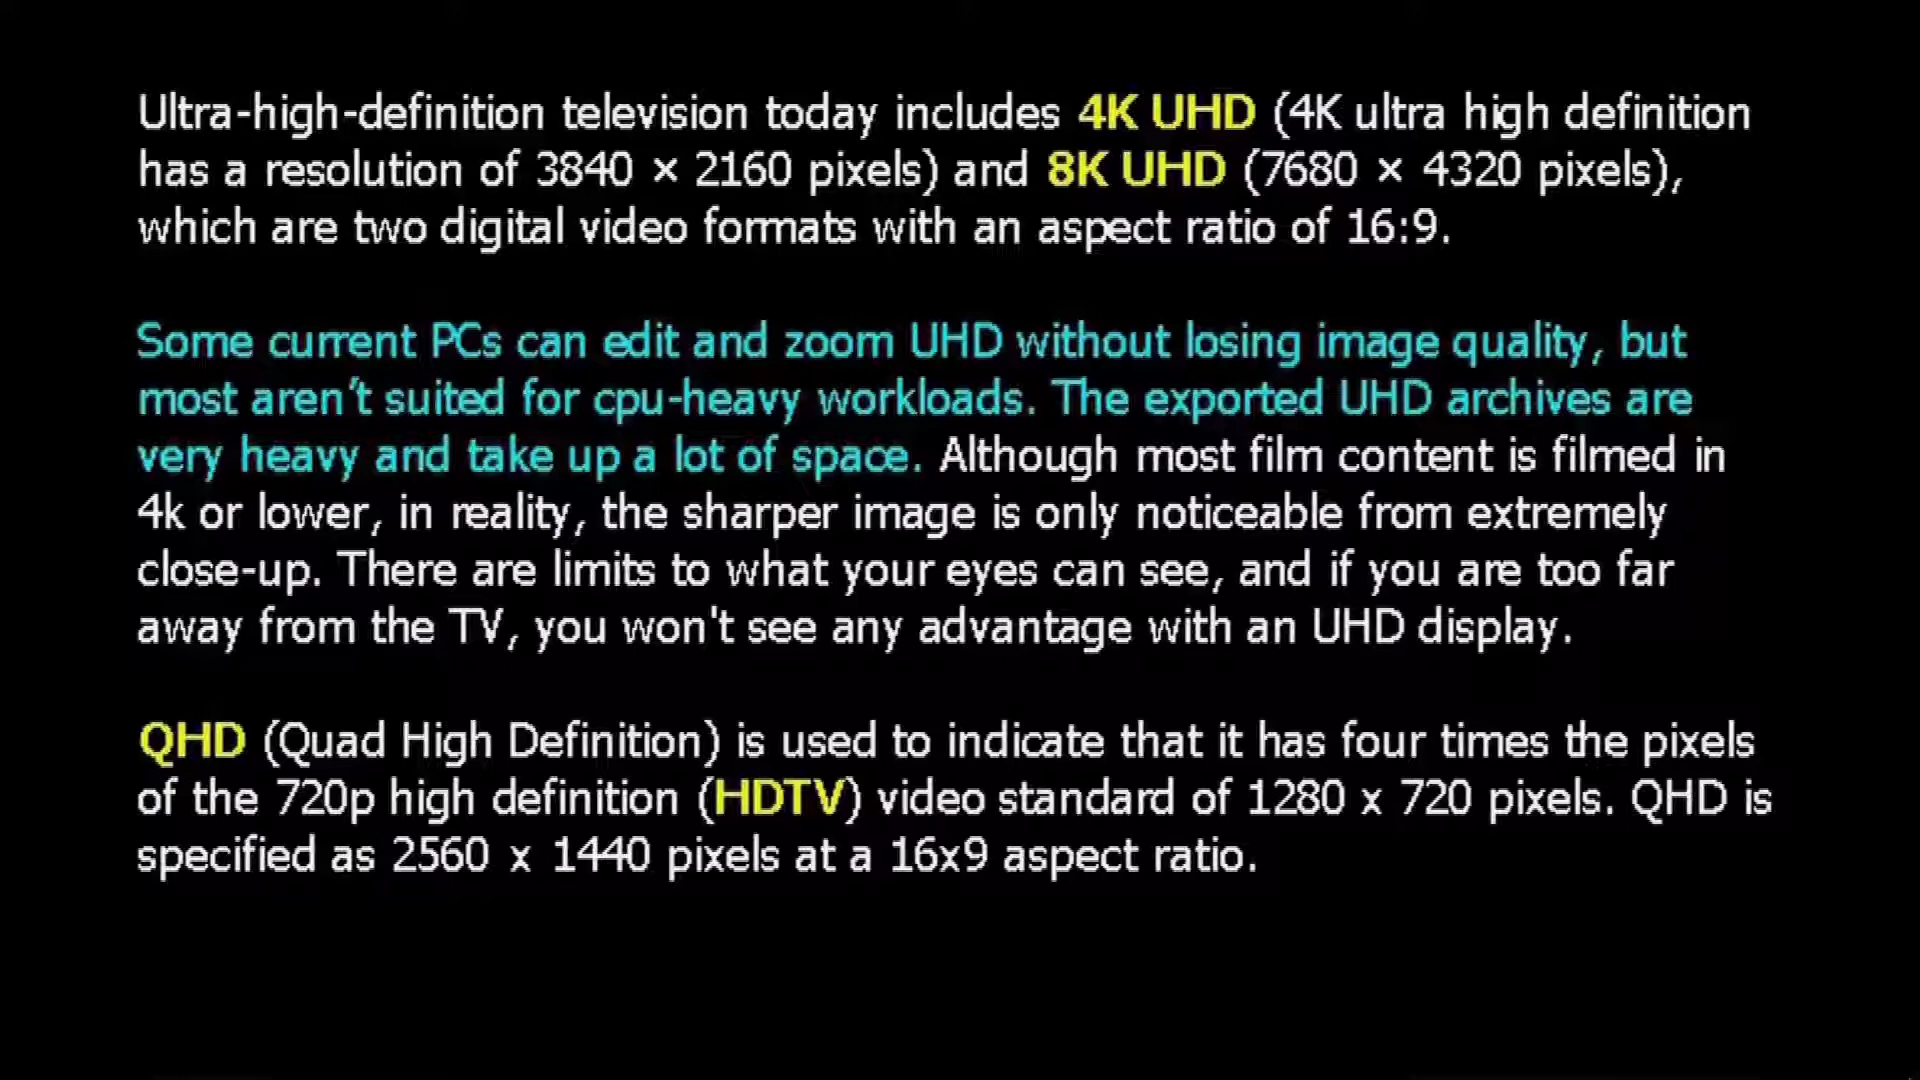 Ultra-high-definition television today includes 4K UHD (4K ultra high definition
has a resolution of 3840 × 2160 pixels) and 8K UHD (7680 × 4320 pixels),
which are two digital video formats with an aspect ratio of 16:9.
Some current PCs can edit and zoom UHD without losing image quality, but
most aren’t suited for cpu-heavy workloads. The exported UHD archives are
very heavy and take up a lot of space. Although most film content is filmed in
4k or lower, in reality, the sharper image is only noticeable from extremely
close-up. There are limits to what your eyes can see, and if you are too far
away from the TV, you won't see any advantage with an UHD display.
QHD (Quad High Definition) is used to indicate that it has four times the pixels
of the 720p high definition (HDTV) video standard of 1280 x 720 pixels. QHD is
specified as 2560 x 1440 pixels at a 16x9 aspect ratio.